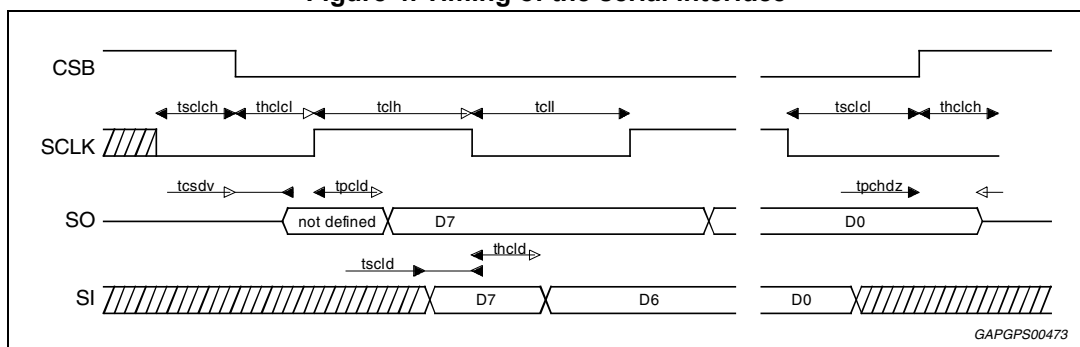 Figure 4. Timing of the serial interface
CSB
tsclch thclcl tclh tcll tsclcl thclch
SCLK
tcsdv tpcld tpchdz
SO not defined D7 D0
tscld thcld
SI D7 D6 D0
GAPGPS00473